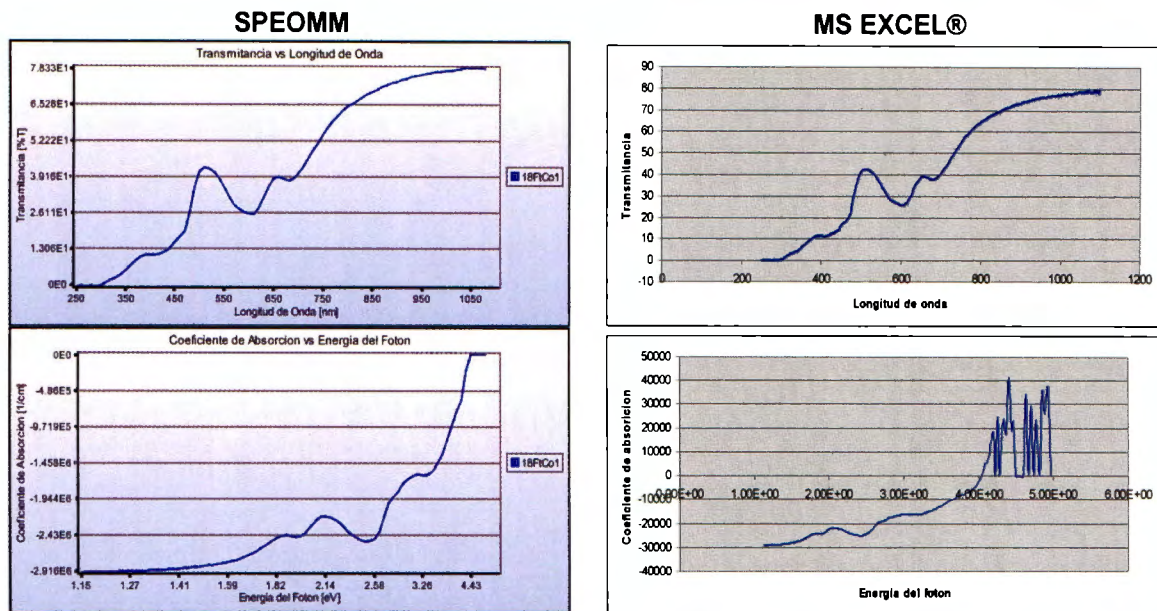 SPEOMM
MS EXCEL®
Transmitancia vs Longitud de Onda
Transmitancia [%T]
7.833E1
6.528E1
5.222E1
3.916E1
2.611E1
1.306E1
0E0
250 350 450 550 650 750 850 950 1050
Longitud de Onda [nm]
18FtCo1
Transmitancia
90
80
70
60
50
40
30
20
10
0
-10
0 200 400 600 800 1000 1200
Longitud de onda
Coeficiente de Absorcion vs Energia del Foton
Coeficiente de Absorcion [1/cm]
0E0
-4.86E5
-9.719E5
-1.458E6
-1.944E6
-2.43E6
-2.916E6
1.15 1.27 1.41 1.59 1.82 2.14 2.58 3.26 4.43
Energia del Foton [eV]
18FtCo1
Coeficiente de absoricion
50000
40000
30000
20000
10000
0
-10000
-20000
-30000
-40000
0.00E+00 1.00E+00 2.00E+00 3.00E+00 4.00E+00 5.00E+00 6.00E+00
Energia del foton